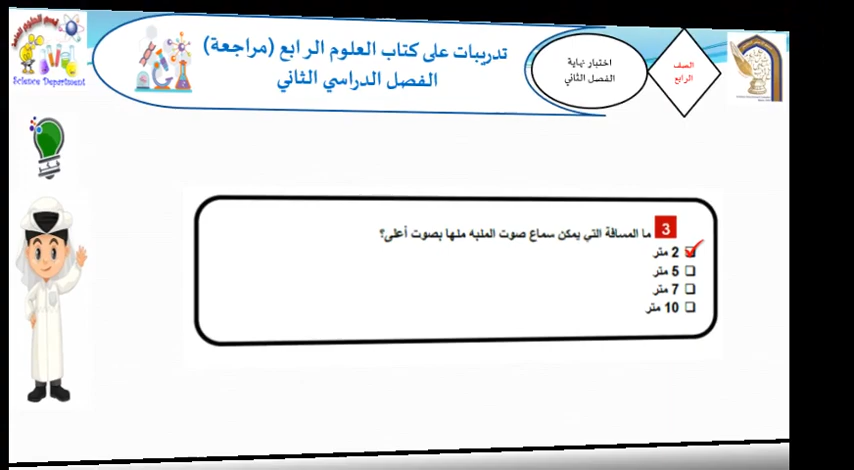 تدريبات على كتاب العلوم الرابع (مراجعة)
الفصل الدراسي الثاني
اختبار نهاية
الفصل الثاني
الصف
الرابع
Science Department
فكر
3 ما المسافة التي يمكن سماع صوت المنبه منها بصوت أعلى؟
2 متر
5 متر
7 متر
10 متر